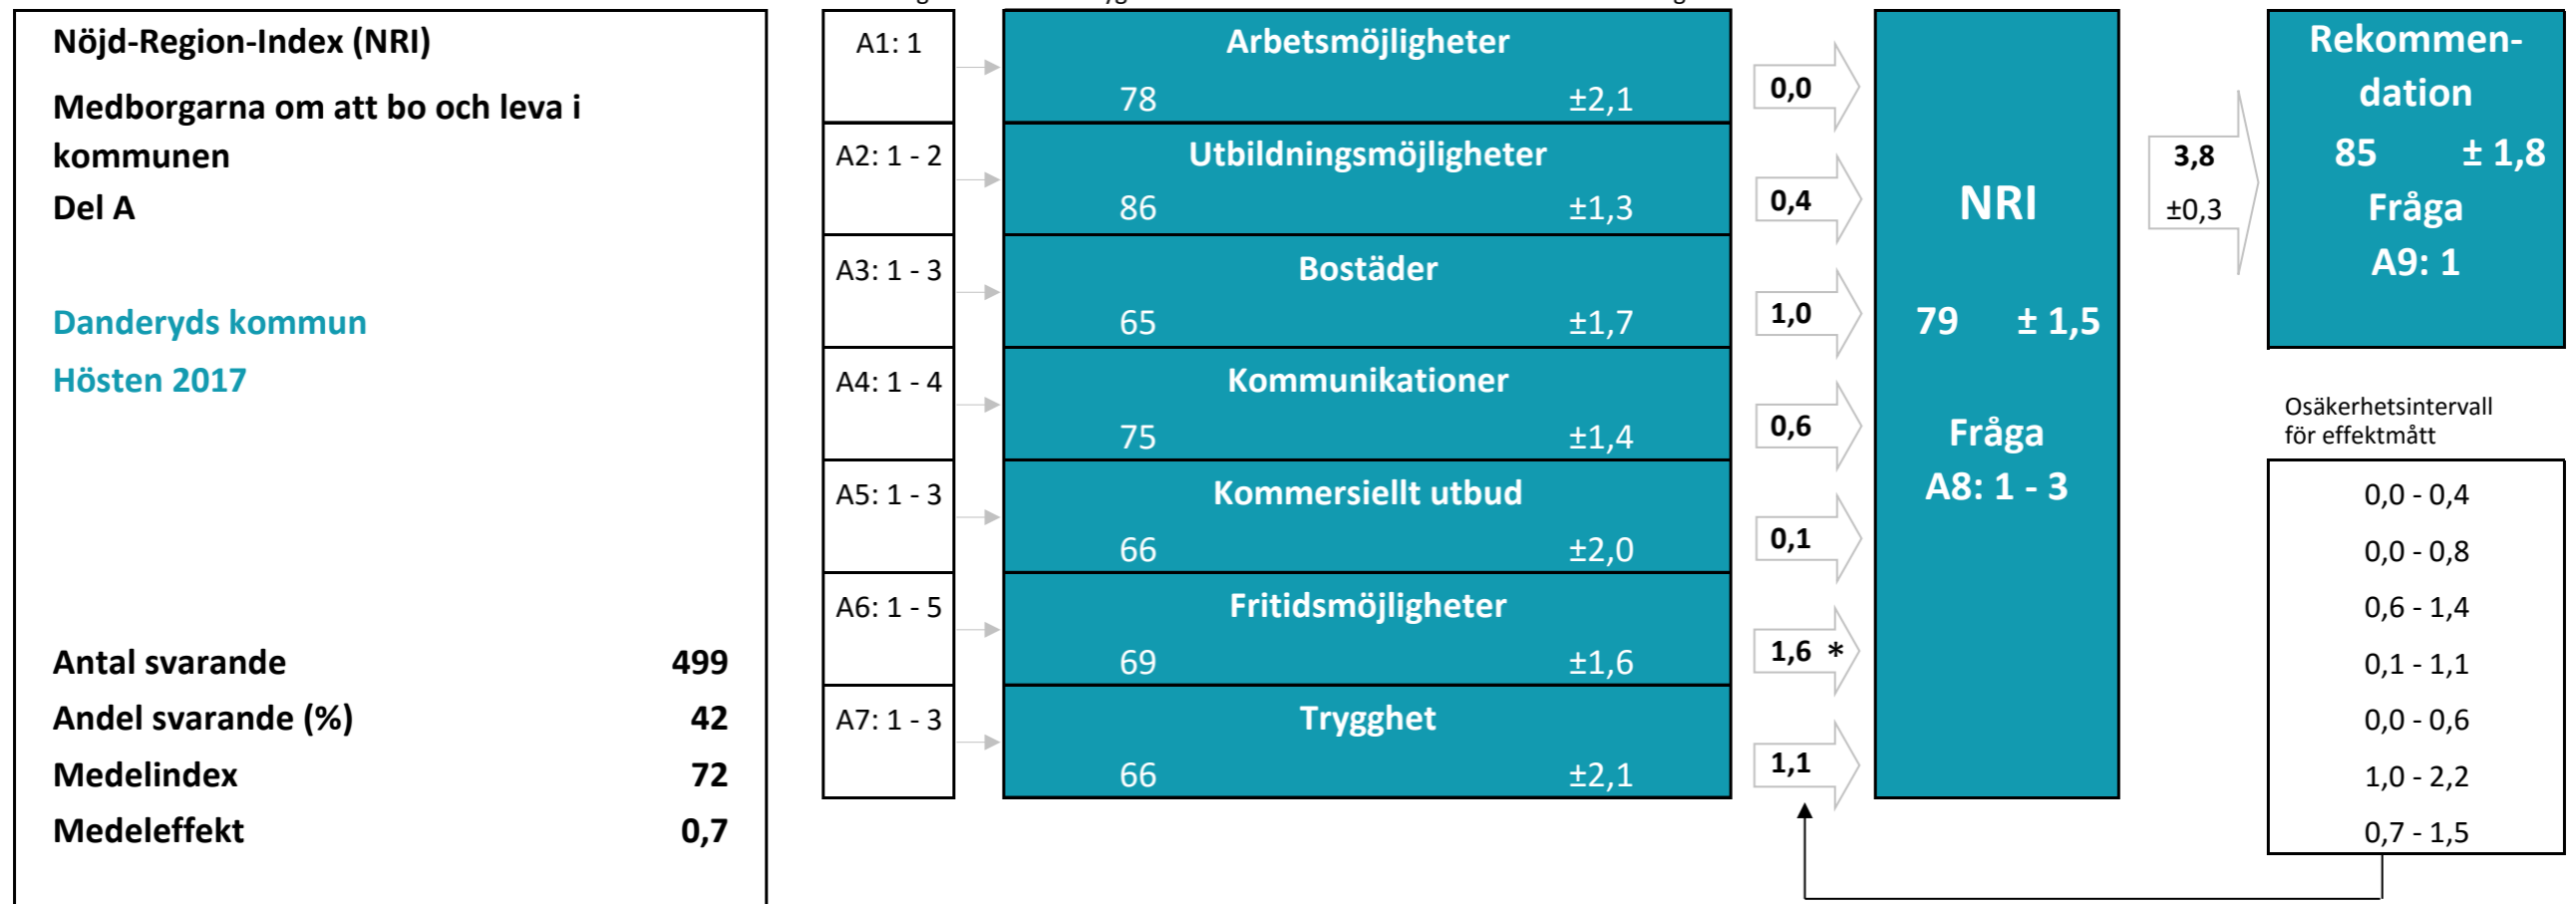 Nöjd-Region-Index (NRI)
Medborgarna om att bo och leva i
kommunen
Del A
Danderyds kommun
Hösten 2017
Antal svarande 499
Andel svarande (%) 42
Medelindex 72
Medeleffekt 0,7
A1: 1
Arbetsmöjligheter
78 ±2,1
0,0
A2: 1 - 2
Utbildningsmöjligheter
86 ±1,3
0,4
A3: 1 - 3
Bostäder
65 ±1,7
1,0
A4: 1 - 4
Kommunikationer
75 ±1,4
0,6
A5: 1 - 3
Kommersiellt utbud
66 ±2,0
0,1
A6: 1 - 5
Fritidsmöjligheter
69 ±1,6
1,6 *
A7: 1 - 3
Trygghet
66 ±2,1
1,1
NRI
79 ± 1,5
Fråga
A8: 1 - 3
3,8
±0,3
Rekommen-
dation
85 ± 1,8
Fråga
A9: 1
Osäkerhetsintervall
för effektmått
0,0 - 0,4
0,0 - 0,8
0,6 - 1,4
0,1 - 1,1
0,0 - 0,6
1,0 - 2,2
0,7 - 1,5